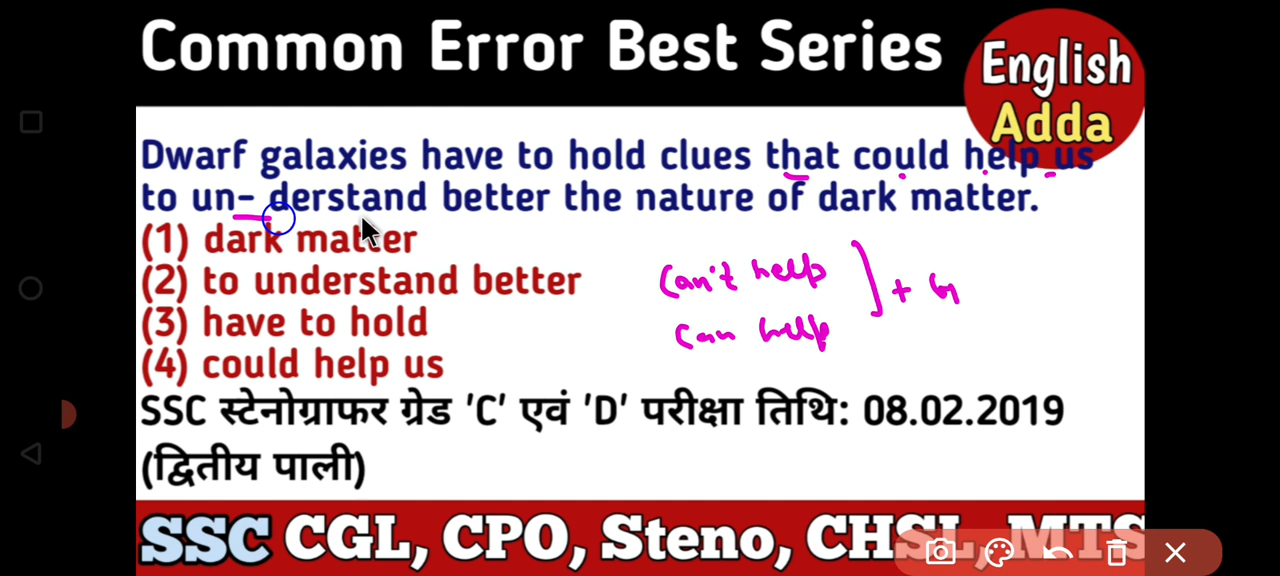 Common Error Best Series
English
Adda
Dwarf galaxies have to hold clues that could help us
to un- derstand better the nature of dark matter.
(1) dark matter
(2) to understand better
(3) have to hold
(4) could help us
Can't help
Can help
SSC स्टेनोग्राफर ग्रेड 'C' एवं 'D' परीक्षा तिथि: 08.02.2019
(द्वितीय पाली)
SSC CGL, CPO, Steno, CHSL, MTS